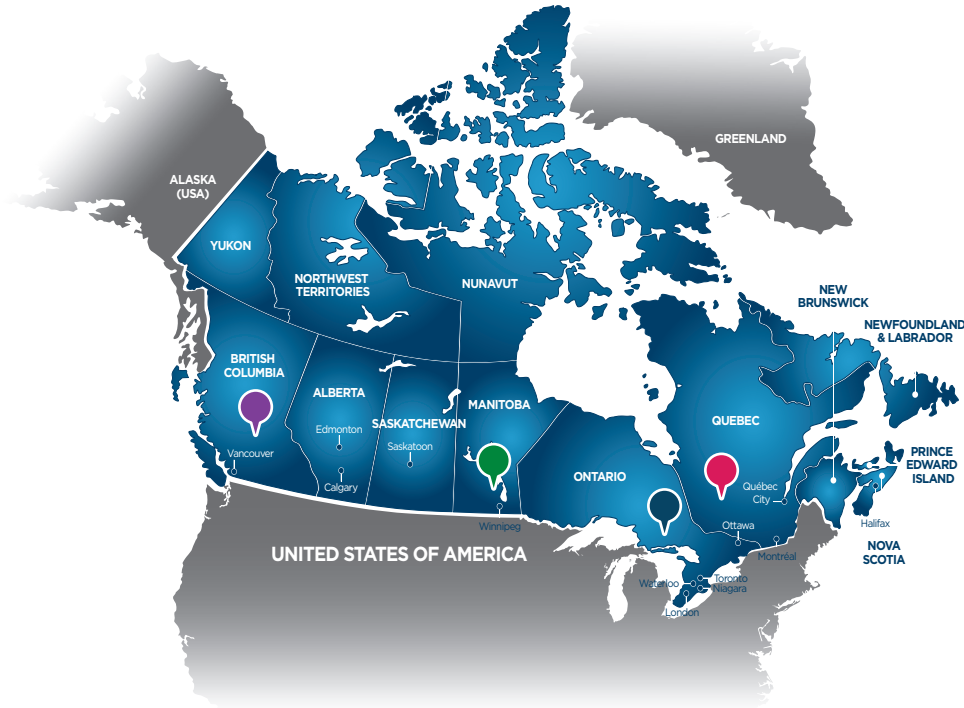 GREENLAND
ALASKA
(USA)
YUKON
NORTHWEST
TERRITORIES
NUNAVUT
NEW
BRUNSWICK
NEWFOUNDLAND
& LABRADOR
BRITISH
COLUMBIA
ALBERTA
SASKATCHEWAN
MANITOBA
QUEBEC
ONTARIO
PRINCE
EDWARD
ISLAND
Edmonton
Saskatoon
Vancouver
Calgary
Winnipeg
Québec
City
Ottawa
Montréal
Halifax
NOVA
SCOTIA
UNITED STATES OF AMERICA
Waterloo
Toronto
Niagara
London